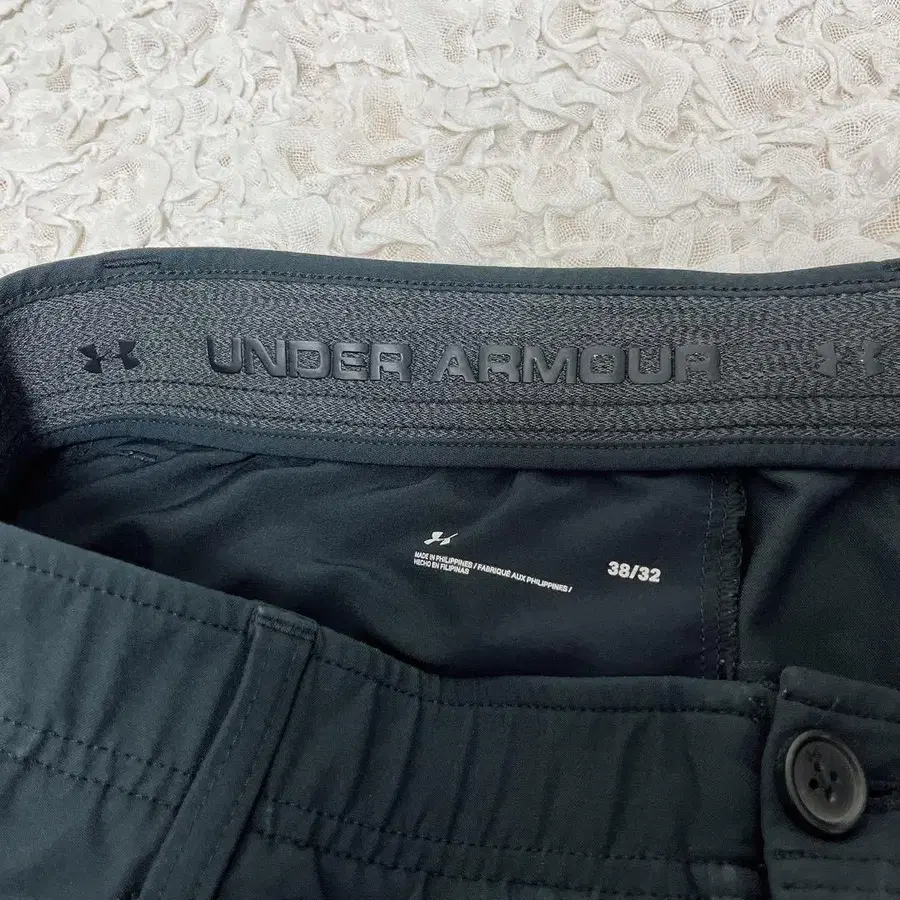 UNDER ARMOUR
MADE IN PHILIPPINES / FABRIQUÉ AUX PHILIPPINES /
HECHO EN FILIPINAS
38/32